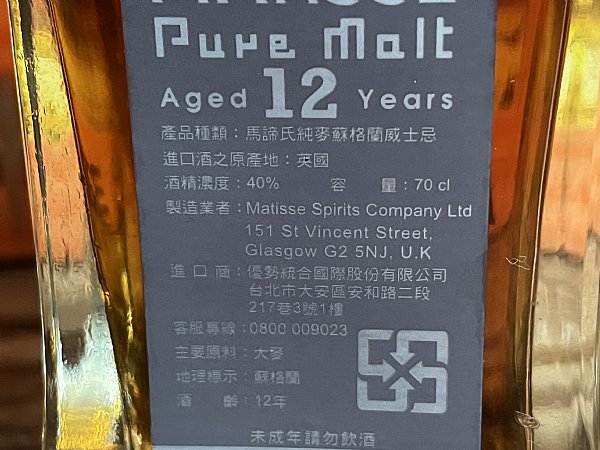 Pure Malt
Aged 12 Years
產品種類：馬諦氏純麥蘇格蘭威士忌
進口酒之原產地：英國
酒精濃度：40% 容 量：70 cl
製造業者：Matisse Spirits Company Ltd
151 St Vincent Street,
Glasgow G2 5NJ, U.K
進 口 商：優勢統合國際股份有限公司
台北市大安區安和路二段
217巷3號1樓
客服專線：0800 009023
主要原料：大麥
地理標示：蘇格蘭
酒 齡：12年
未成年請勿飲酒